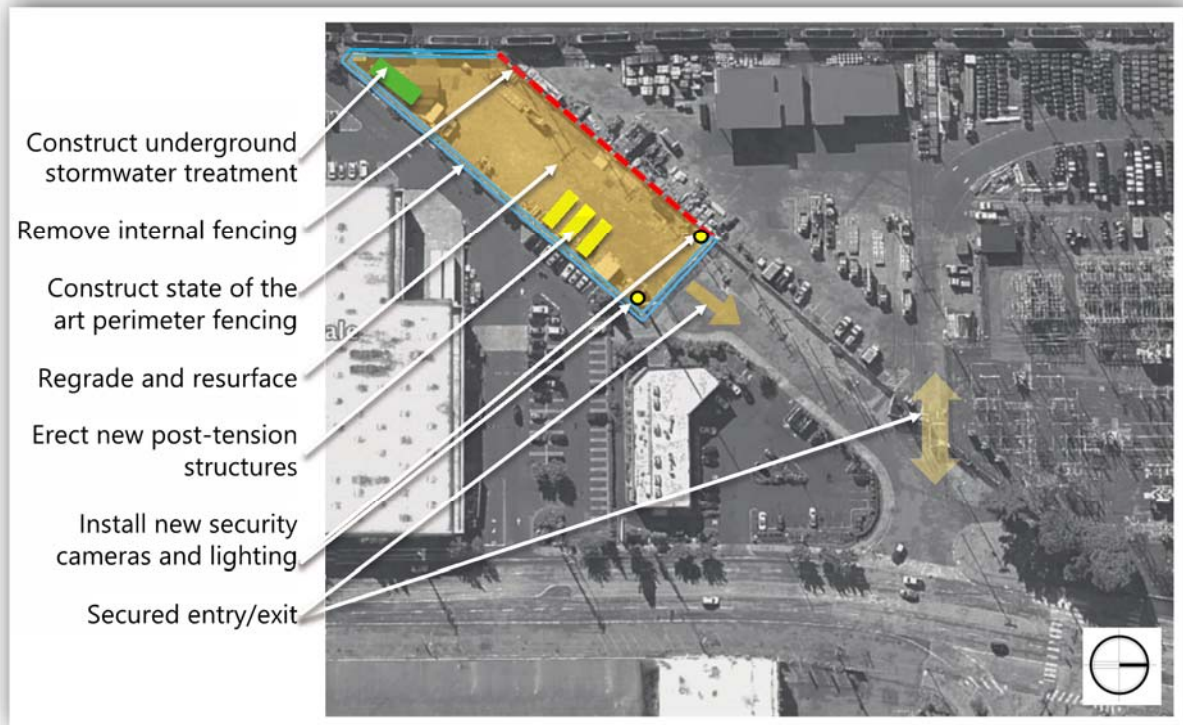 Construct underground
stormwater treatment
Remove internal fencing
Construct state of the
art perimeter fencing
Regrade and resurface
Erect new post-tension
structures
Install new security
cameras and lighting
Secured entry/exit
ale